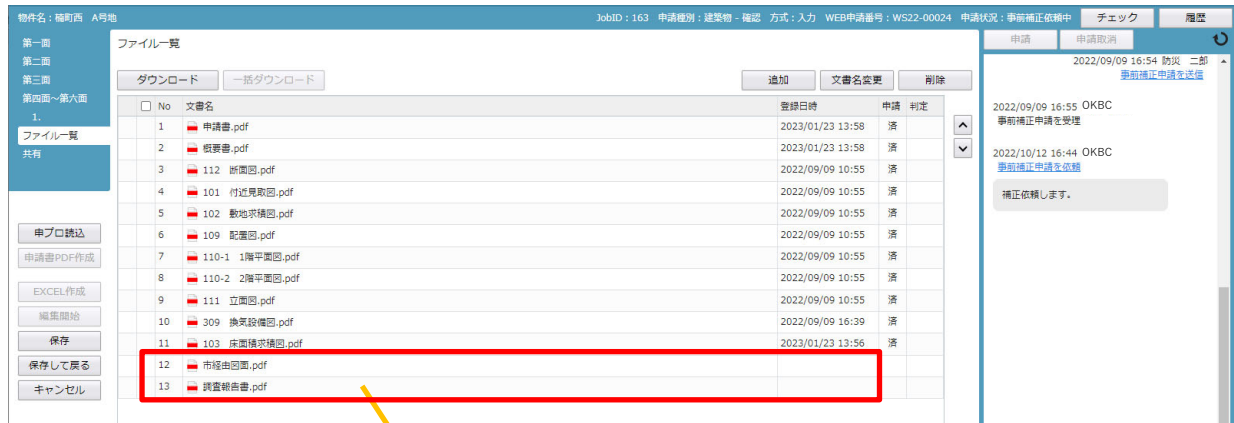 物件名：楠町西　A号地
JobID：163　申請種別：建築物 - 確認　方式：入力　WEB申請番号：WS22-00024　申請状況：事前補正依頼中
チェック
履歴
第一面
第二面
第三面
第四面～第六面
1.
ファイル一覧
共有
申プロ読込
申請書PDF作成
EXCEL作成
編集開始
保存
保存して戻る
キャンセル
ファイル一覧
ダウンロード
一括ダウンロード
追加
文書名変更
削除
No 文書名 登録日時 申請 判定
1 申請書.pdf 2023/01/23 13:58 済
2 概要書.pdf 2023/01/23 13:58 済
3 112　断面図.pdf 2022/09/09 10:55 済
4 101　付近見取図.pdf 2022/09/09 10:55 済
5 102　敷地求積図.pdf 2022/09/09 10:55 済
6 109　配置図.pdf 2022/09/09 10:55 済
7 110-1　1階平面図.pdf 2022/09/09 10:55 済
8 110-2　2階平面図.pdf 2022/09/09 10:55 済
9 111　立面図.pdf 2022/09/09 10:55 済
10 309　換気設備図.pdf 2022/09/09 16:39 済
11 103　床面積求積図.pdf 2023/01/23 13:56 済
12 市経由図面.pdf
13 調査報告書.pdf
申請
申請取消
2022/09/09 16:54 防災　二郎
事前補正申請を送信
2022/09/09 16:55 OKBC
事前補正申請を受理
2022/10/12 16:44 OKBC
事前補正申請を依頼
補正依頼します。